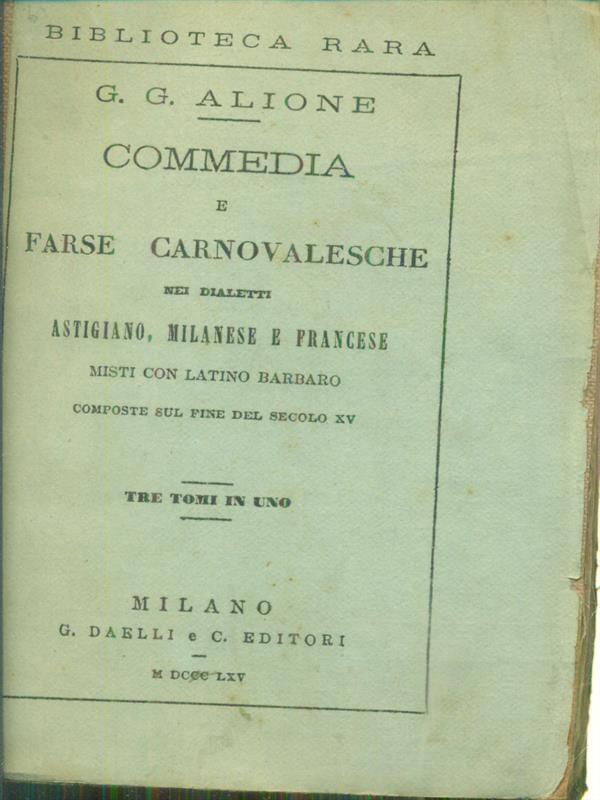 BIBLIOTECA RARA
G. G. ALIONE
COMMEDIA
E
FARSE CARNOVALESCHE
NEI DIALETTI
ASTIGIANO, MILANESE E FRANCESE
MISTI CON LATINO BARBARO
COMPOSTE SUL FINE DEL SECOLO XV
TRE TOMI IN UNO
MILANO
G. DAELLI e C. EDITORI
M DCCC LXV